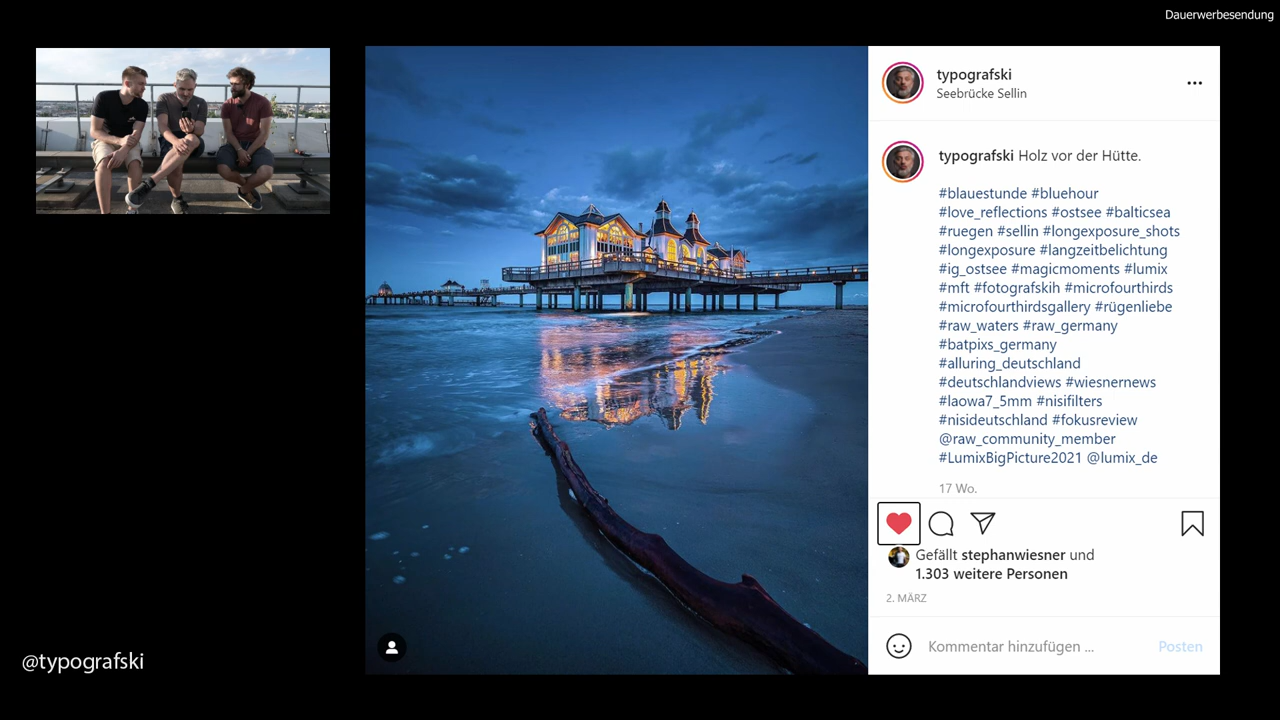 Dauerwerbesendung
typografski
Seebrücke Sellin
typografski Holz vor der Hütte.
#blauestunde #bluehour
#love_reflections #ostsee #balticsea
#ruegen #sellin #longexposure_shots
#longexposure #langzeitbelichtung
#ig_ostsee #magicmoments #lumix
#mft #fotografskih #microfourthirds
#microfourthirdsgallery #rügenliebe
#raw_waters #raw_germany
#batpixs_germany
#alluring_deutschland
#deutschlandviews #wiesnernews
#laowa7_5mm #nisifilters
#nisideutschland #fokusreview
@raw_community_member
#LumixBigPicture2021 @lumix_de
17 Wo.
Gefällt stephanwiesner und
1.303 weitere Personen
2. MÄRZ
Kommentar hinzufügen ... Posten
@typografski